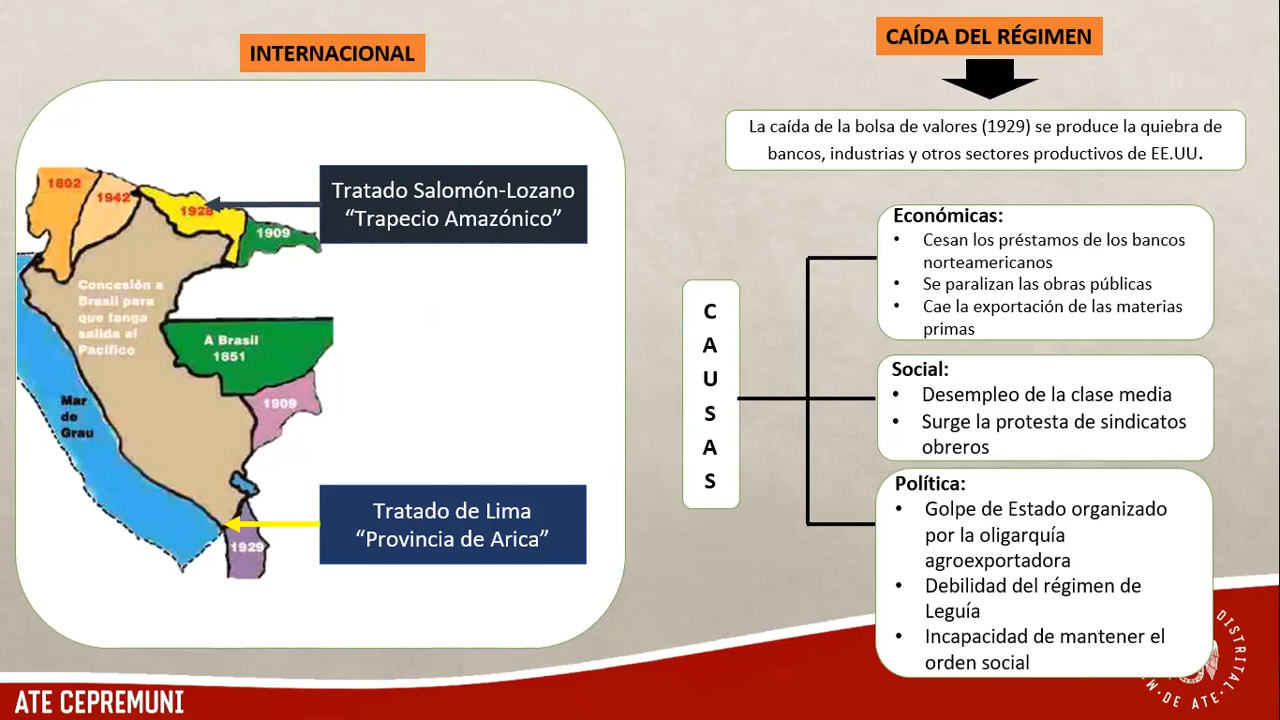 INTERNACIONAL
1802
1942
1928
1909
Tratado Salomón-Lozano
“Trapecio Amazónico”
Concesión a
Brasil para
que tenga
salida al
Pacífico
A Brasil
1851
1909
Mar
de
Grau
1929
Tratado de Lima
“Provincia de Arica”
CAÍDA DEL RÉGIMEN
La caída de la bolsa de valores (1929) se produce la quiebra de
bancos, industrias y otros sectores productivos de EE.UU.
C
A
U
S
A
S
Económicas:
• Cesan los préstamos de los bancos
norteamericanos
• Se paralizan las obras públicas
• Cae la exportación de las materias
primas
Social:
• Desempleo de la clase media
• Surge la protesta de sindicatos
obreros
Política:
• Golpe de Estado organizado
por la oligarquía
agroexportadora
• Debilidad del régimen de
Leguía
• Incapacidad de mantener el
orden social
ATE CEPREMUNI
DISTRITAL
DE ATE